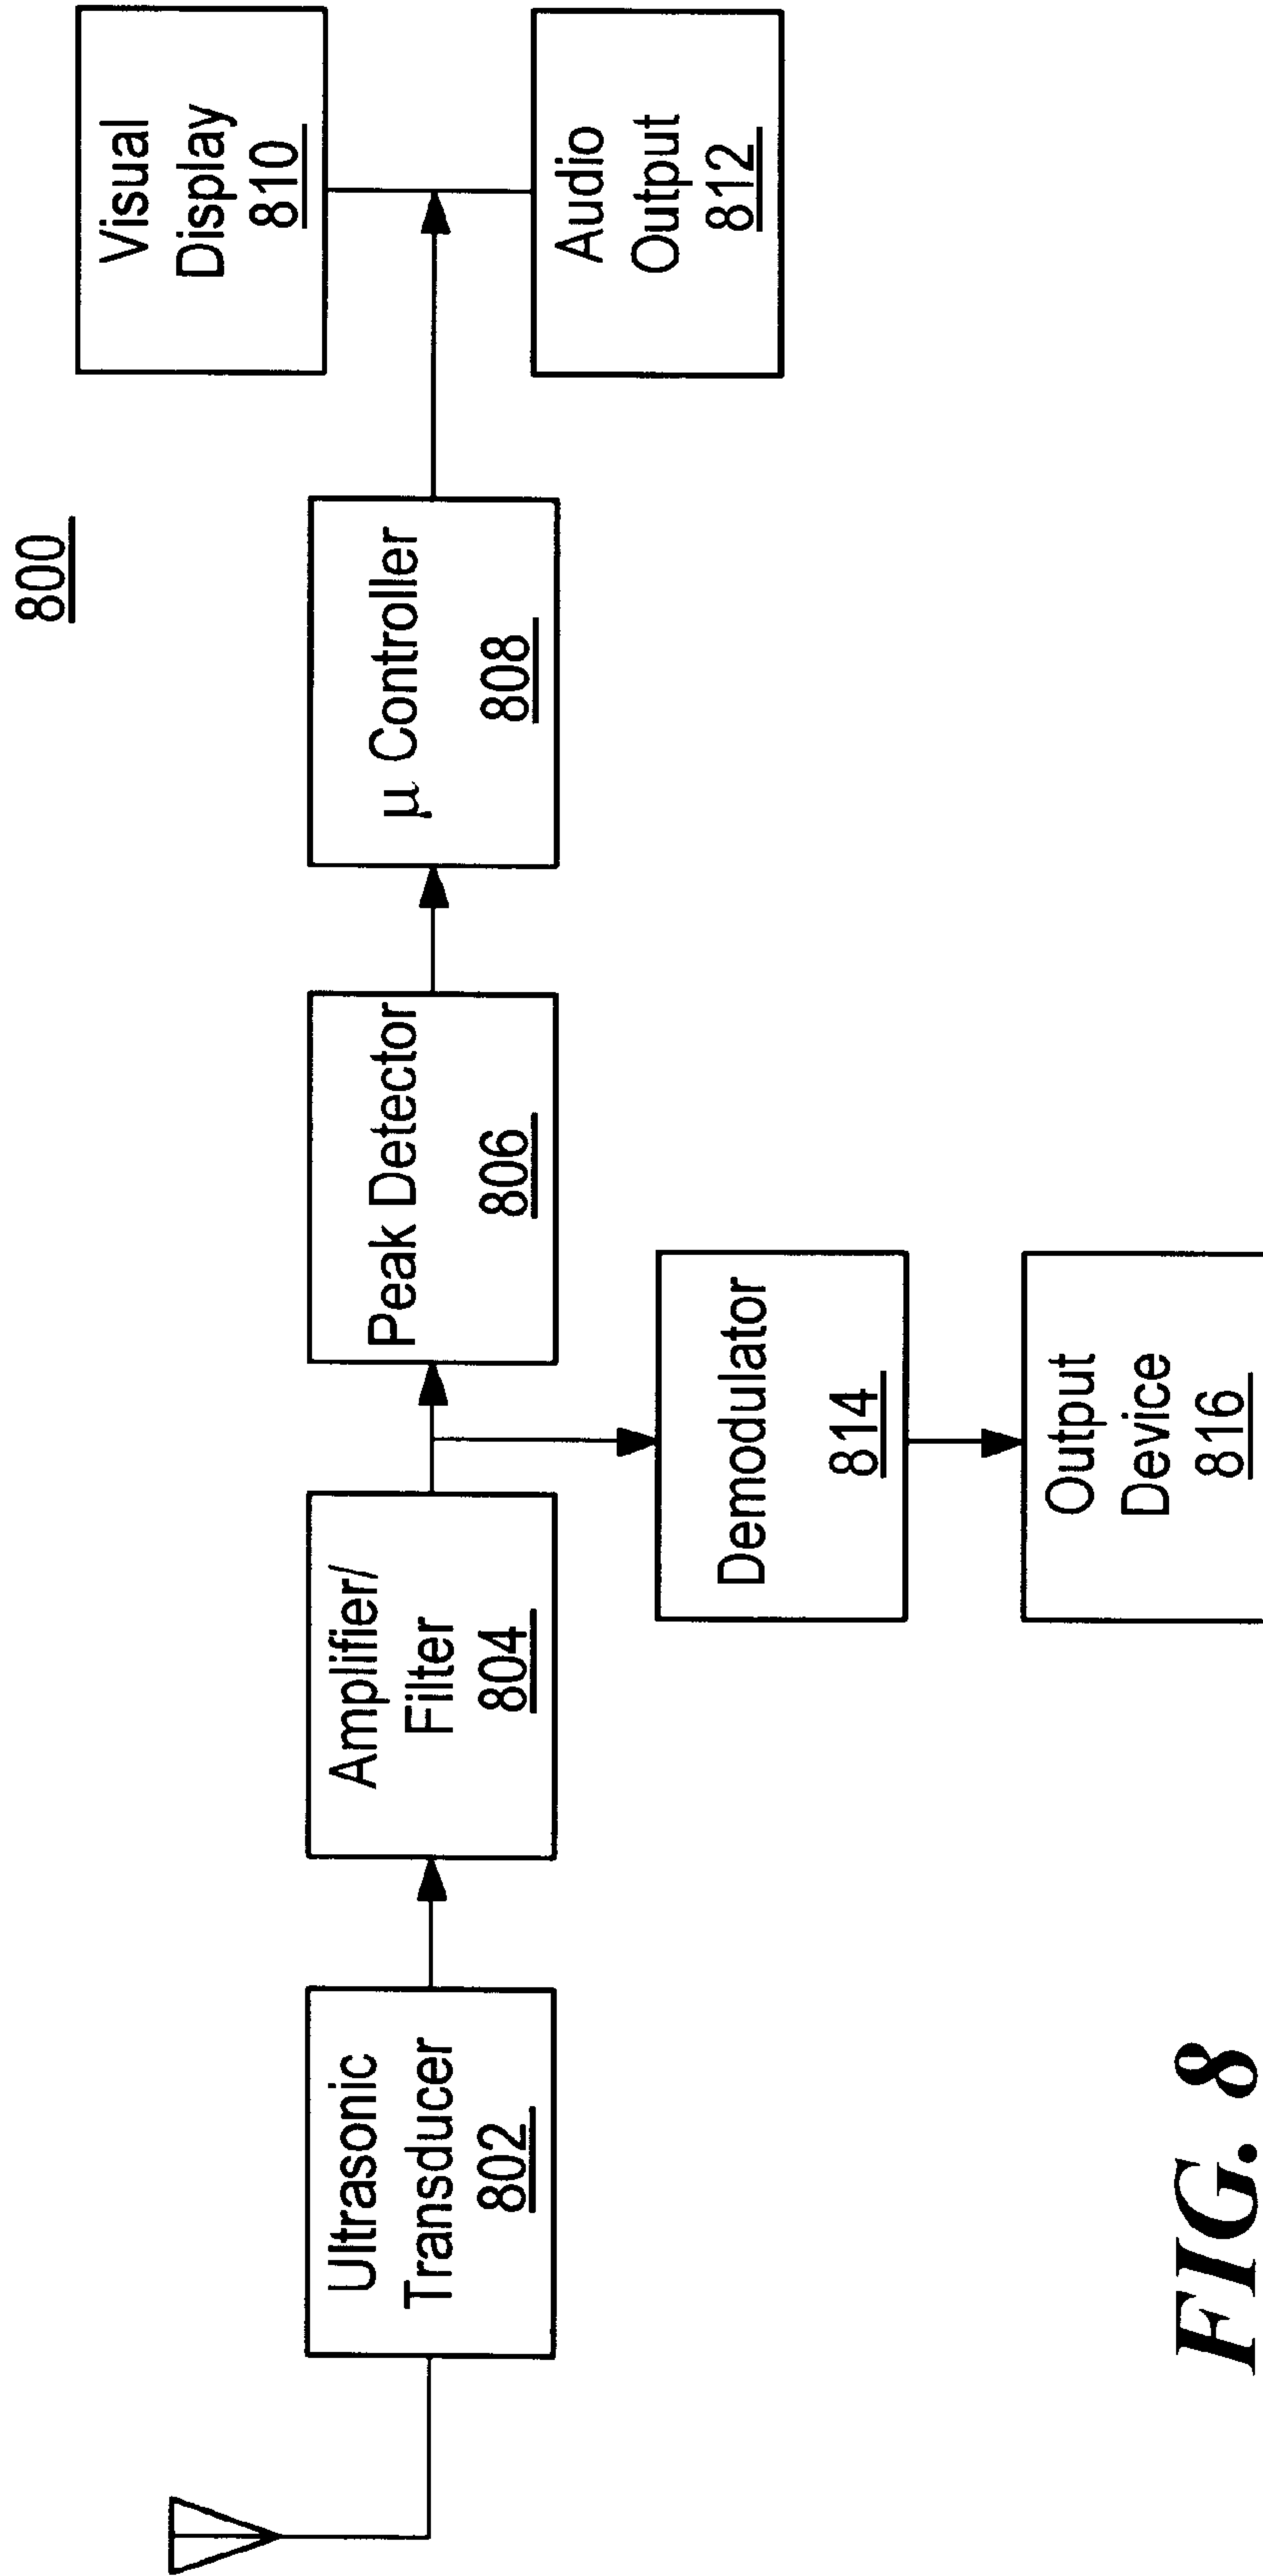 800
Ultrasonic
Transducer
802
Amplifier/
Filter
804
Peak Detector
806
μ Controller
808
Visual
Display
810
Audio
Output
812
Demodulator
814
Output
Device
816
FIG. 8